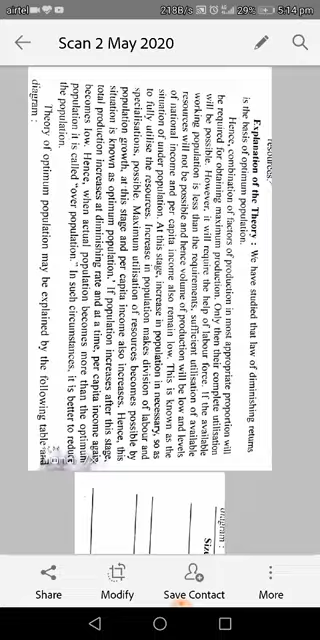 airtel
218B/s 29% 5:14 pm
Scan 2 May 2020
resources.
Explanation of the Theory : We have studied that law of diminishing returns
is the basis of optimum population.
Hence, combination of factors of production in most appropriate proportion will
be required for obtaining maximum production. Only then their complete utilisation
will be possible. However, it will require the help of labour force. If the available
working population is less than the requirements, sufficient utilisation of available
resources will not be possible and hence volume of production will be low and levels
of national income and per capita income also remain low. This is known as the
situation of under population. At this stage, increase in population in necessary, so as
to fully utilise the resources. Increase in population makes division of labour and
specialisations, possible. Maximum utilisation of resources becomes possible by
population growth, at this stage and per capita income also increases. Hence, this
situation is known as optimum population.' If population increases after this stage,
total production increases at diminishing rate and at a time, per capita income again
becomes low. Hence, when actual population becomes more than the optimum
population it is called "over population." In such circumstances, it is better to reduce
the population.
Theory of optimum population may be explained by the following table and
diagram :
diagram :
Size
Share
Modify
Save Contact
More